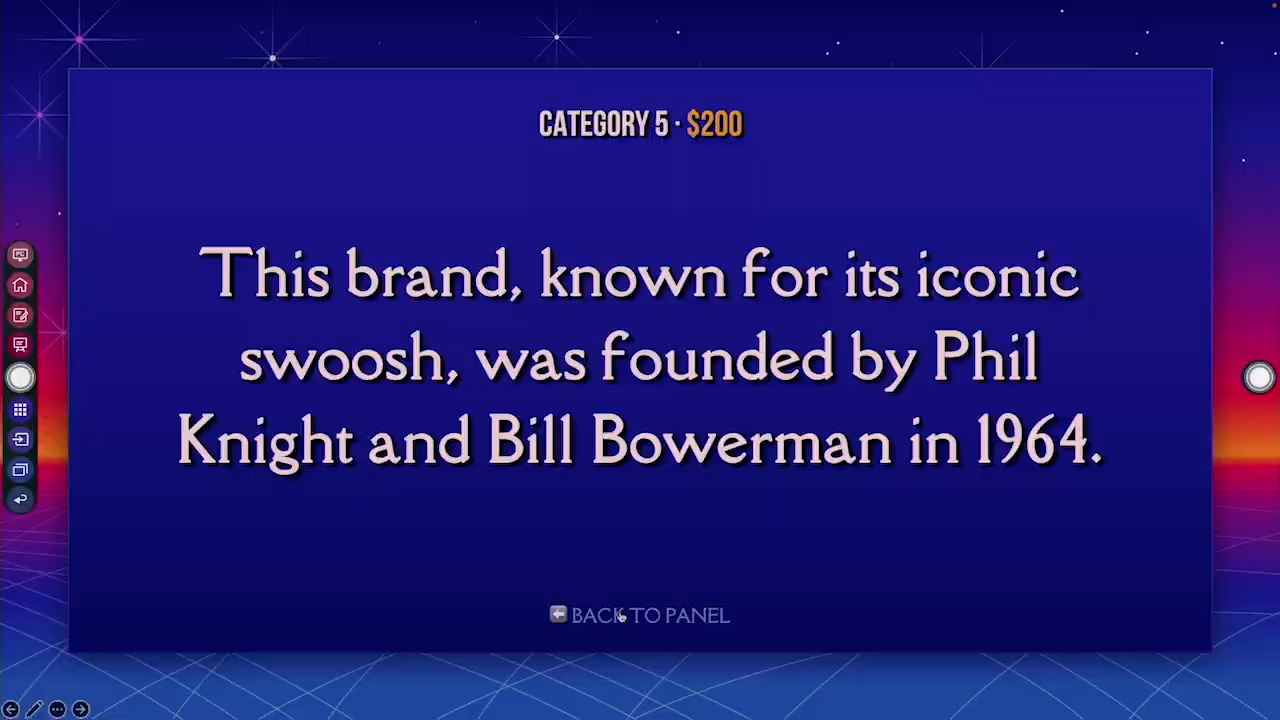 CATEGORY 5 · $200
This brand, known for its iconic
swoosh, was founded by Phil
Knight and Bill Bowerman in 1964.
BACK TO PANEL